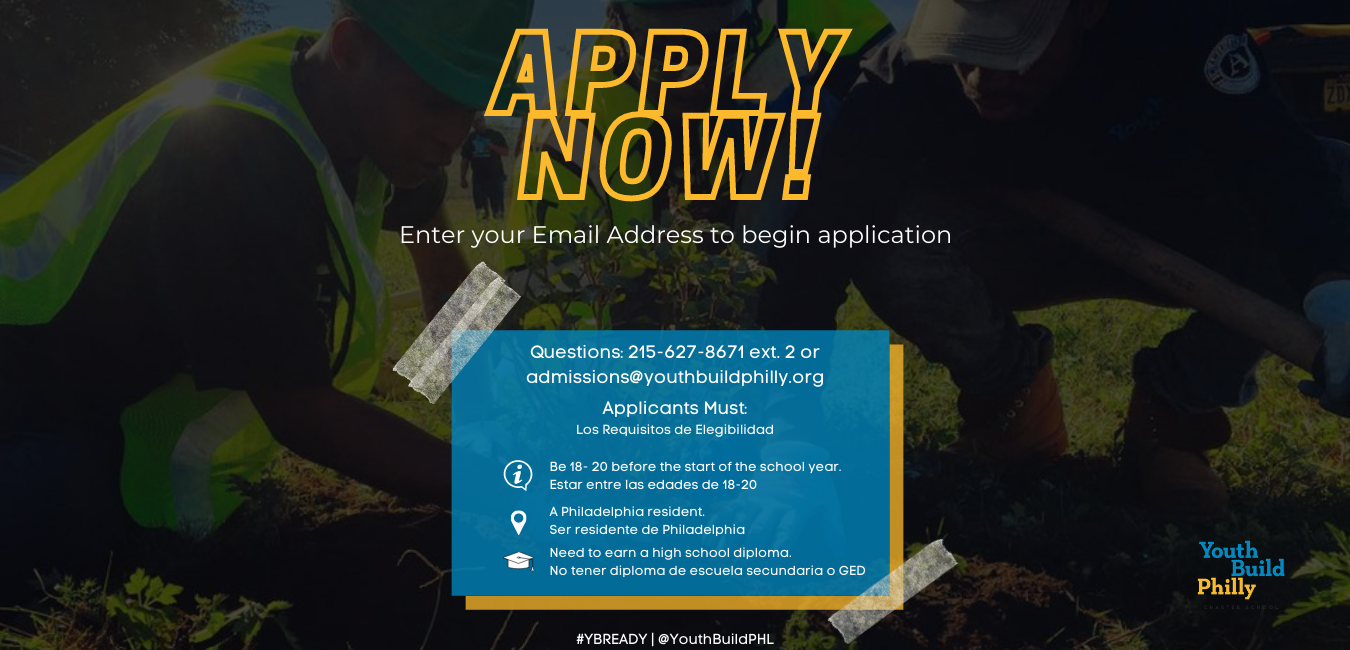 APPLY
NOW!
Enter your Email Address to begin application
Questions: 215-627-8671 ext. 2 or
admissions@youthbuildphilly.org
Applicants Must:
Los Requisitos de Elegibilidad
Be 18- 20 before the start of the school year.
Estar entre las edades de 18-20
A Philadelphia resident.
Ser residente de Philadelphia
Need to earn a high school diploma.
No tener diploma de escuela secundaria o GED
Youth
Build
Philly
CHARTER SCHOOL
#YBREADY | @YouthBuildPHL